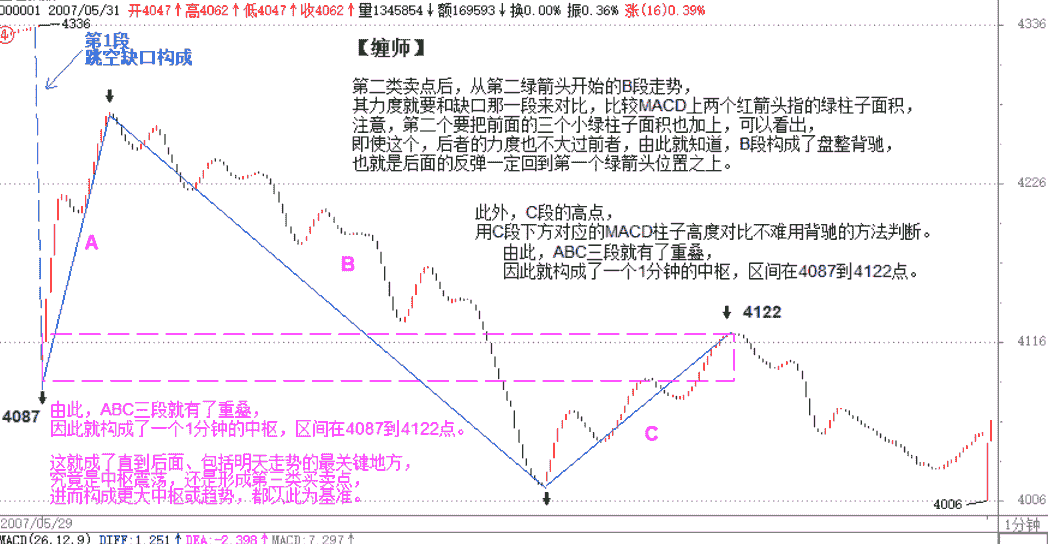 000001 2007/05/31 开4047↑高4062↑低4047↑收4062↑量1345854↓额169593↓换0.00% 振0.36% 涨(16)0.39%
4
4336
4336
第1段
跳空缺口构成
【缠师】
第二类卖点后，从第二绿箭头开始的B段走势，
其力度就要和缺口那一段来对比，比较MACD上两个红箭头指的绿柱子面积，
注意，第二个要把前面的三个小绿柱子面积也加上，可以看出，
即使这个，后者的力度也不大过前者，由此就知道，B段构成了盘整背驰，
也就是后面的反弹一定回到第一个绿箭头位置之上。
4226
此外，C段的高点，
用C段下方对应的MACD柱子高度对比不难用背驰的方法判断。
由此，ABC三段就有了重叠，
因此就构成了一个1分钟的中枢，区间在4087到4122点。
A
B
4122
4116
4087
由此，ABC三段就有了重叠，
因此就构成了一个1分钟的中枢，区间在4087到4122点。
C
这就成了直到后面、包括明天走势的最关键地方，
究竟是中枢震荡，还是形成第三类买卖点，
进而构成更大中枢或趋势，都以此为基准。
4006
4006
2007/05/29
1分钟
MACD(26,12,9) DIFF:1.251↑ DEA:-2.398↑ MACD:7.297↑